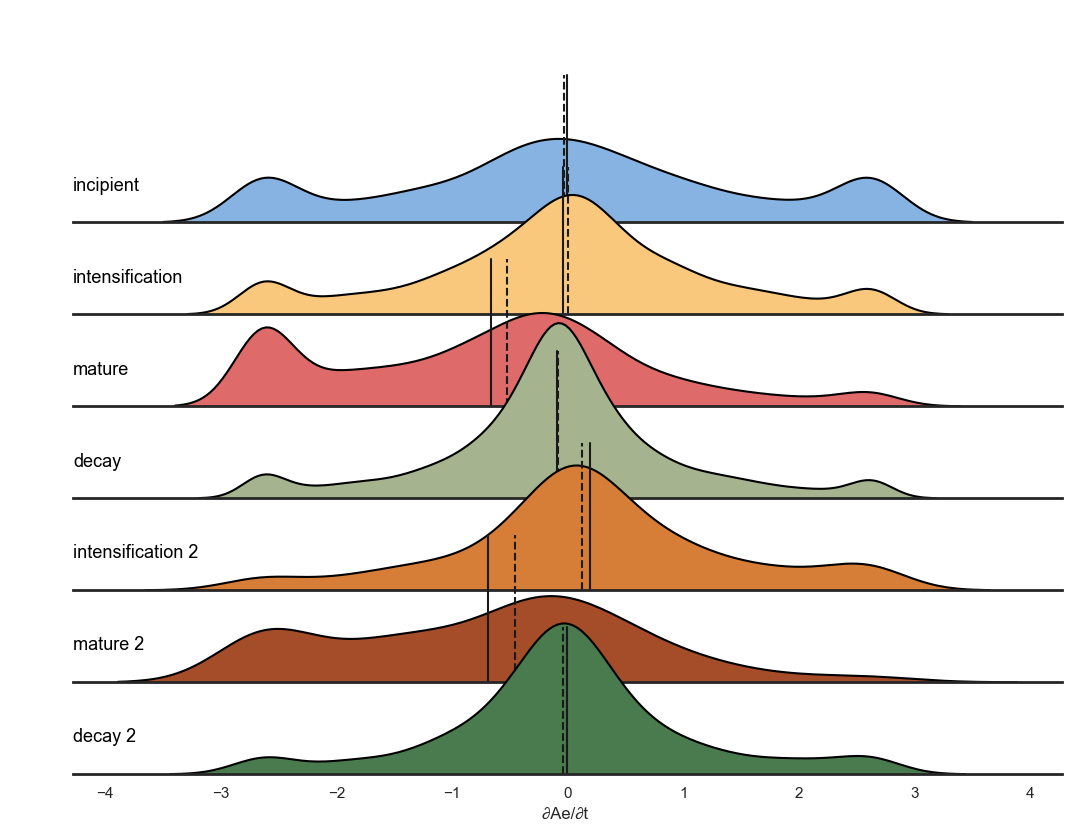 incipient
intensification
mature
decay
intensification 2
mature 2
decay 2
−4 −3 −2 −1 0 1 2 3 4
∂Ae/∂t